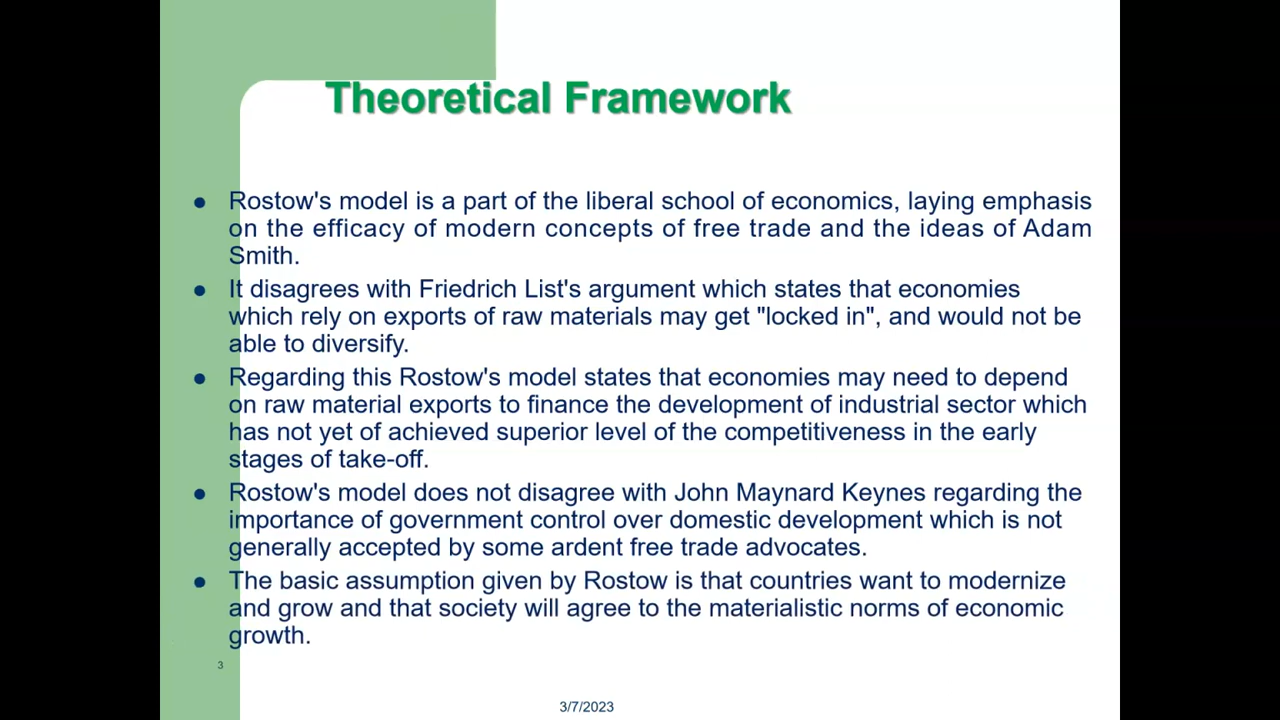 Theoretical Framework
● Rostow's model is a part of the liberal school of economics, laying emphasis
on the efficacy of modern concepts of free trade and the ideas of Adam
Smith.
● It disagrees with Friedrich List's argument which states that economies
which rely on exports of raw materials may get "locked in", and would not be
able to diversify.
● Regarding this Rostow's model states that economies may need to depend
on raw material exports to finance the development of industrial sector which
has not yet of achieved superior level of the competitiveness in the early
stages of take-off.
● Rostow's model does not disagree with John Maynard Keynes regarding the
importance of government control over domestic development which is not
generally accepted by some ardent free trade advocates.
● The basic assumption given by Rostow is that countries want to modernize
and grow and that society will agree to the materialistic norms of economic
growth.
3
3/7/2023